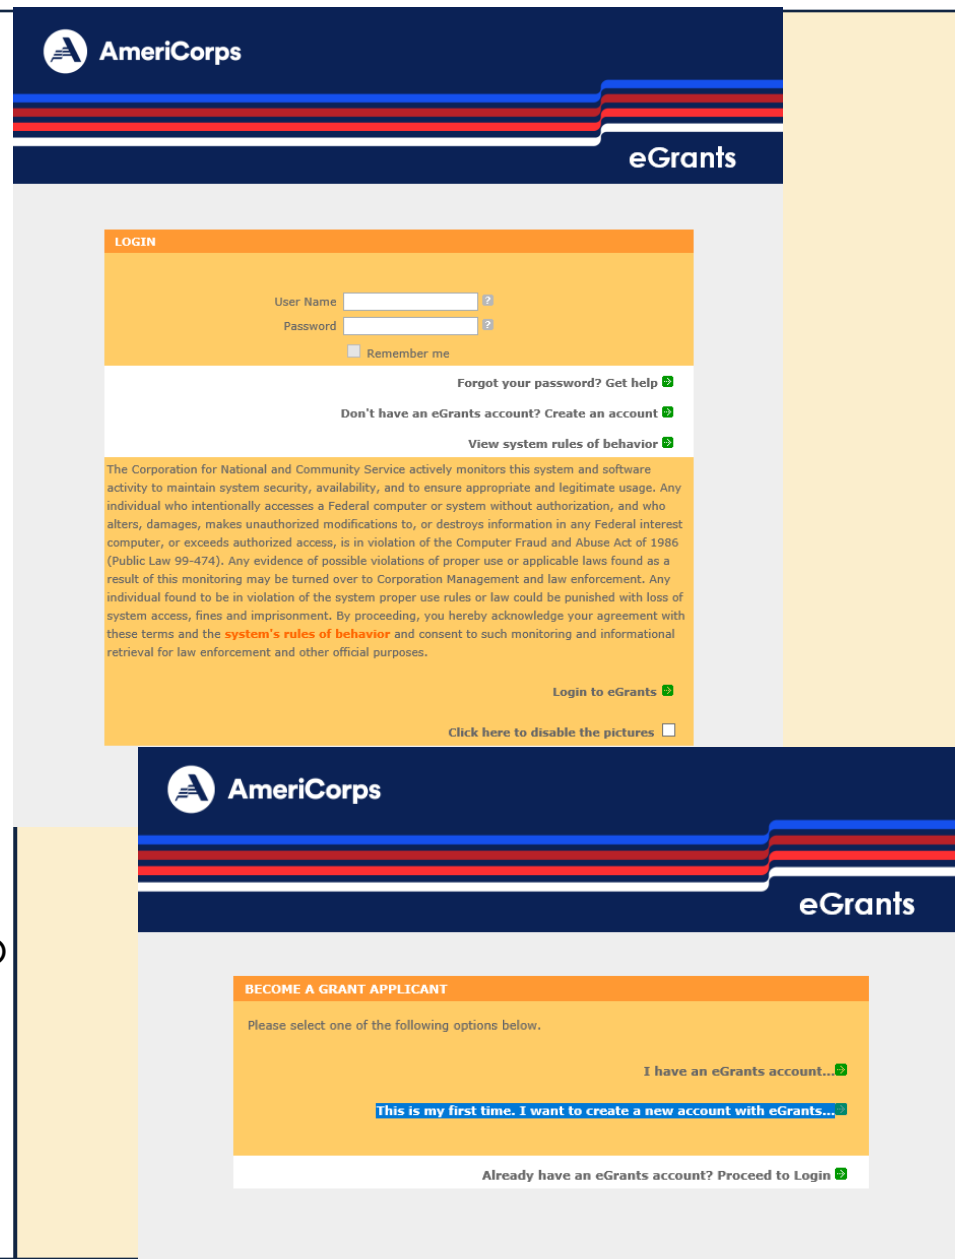 AmeriCorps
eGrants
LOGIN
User Name
Password
Remember me
Forgot your password? Get help
Don't have an eGrants account? Create an account
View system rules of behavior
The Corporation for National and Community Service actively monitors this system and software
activity to maintain system security, availability, and to ensure appropriate and legitimate usage. Any
individual who intentionally accesses a Federal computer or system without authorization, and who
alters, damages, makes unauthorized modifications to, or destroys information in any Federal interest
computer, or exceeds authorized access, is in violation of the Computer Fraud and Abuse Act of 1986
(Public Law 99-474). Any evidence of possible violations of proper use or applicable laws found as a
result of this monitoring may be turned over to Corporation Management and law enforcement. Any
individual found to be in violation of the system proper use rules or law could be punished with loss of
system access, fines and imprisonment. By proceeding, you hereby acknowledge your agreement with
these terms and the system's rules of behavior and consent to such monitoring and informational
retrieval for law enforcement and other official purposes.
Login to eGrants
Click here to disable the pictures
AmeriCorps
eGrants
BECOME A GRANT APPLICANT
Please select one of the following options below.
I have an eGrants account...
This is my first time. I want to create a new account with eGrants...
Already have an eGrants account? Proceed to Login